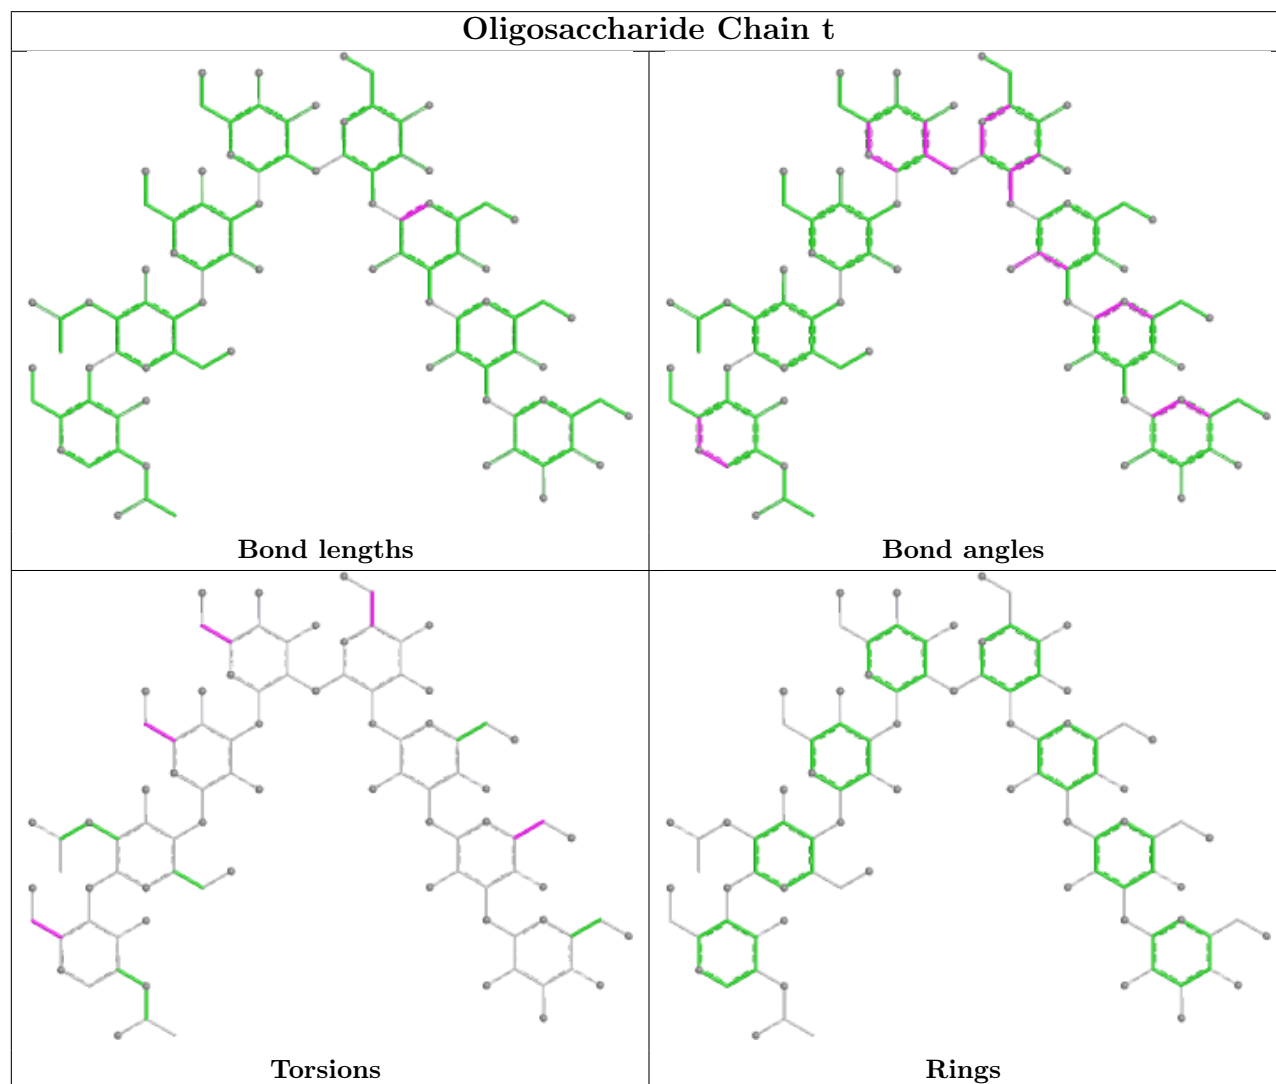 Oligosaccharide Chain t
Bond lengths
Bond angles
Torsions
Rings